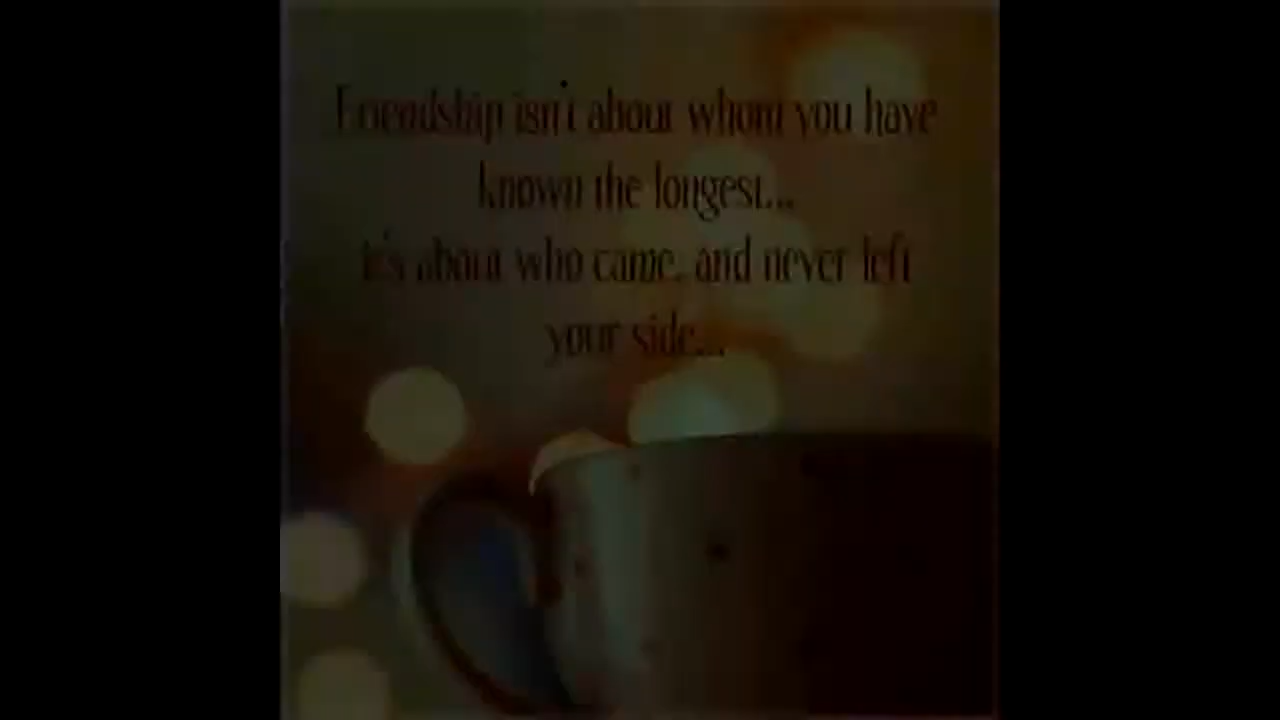 Friendship isn't about whom you have
known the longest...
it's about who came, and never left
your side...